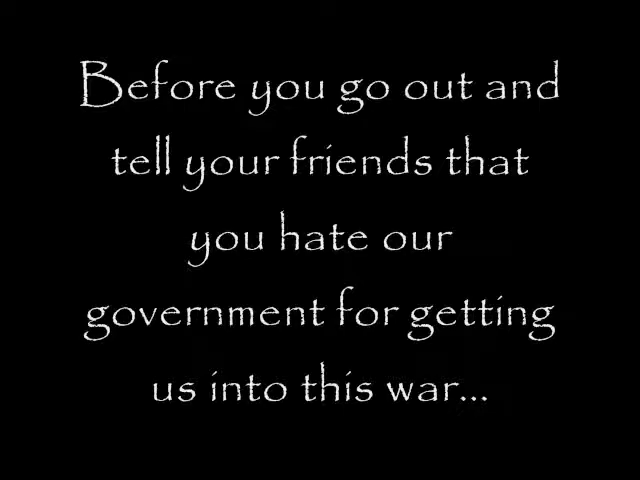 Before you go out and
tell your friends that
you hate our
government for getting
us into this war...